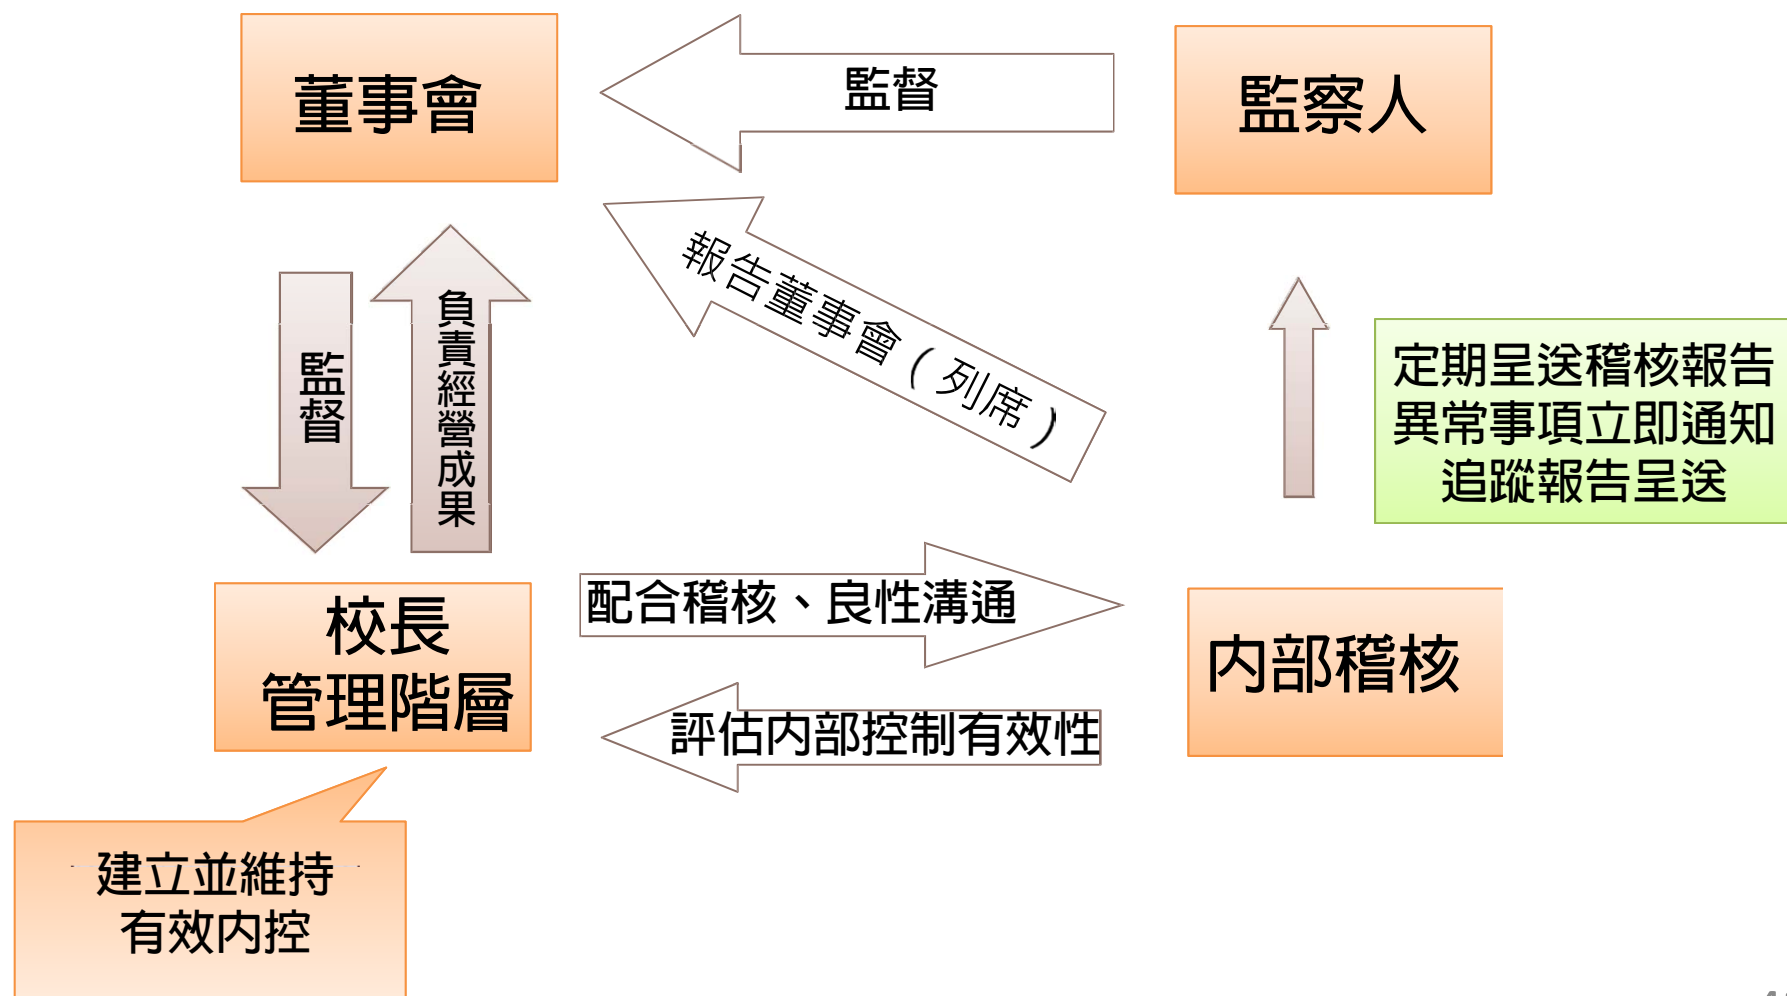 董事會
監督
監察人
報告董事會（列席）
監督
負責經營成果
定期呈送稽核報告
異常事項立即通知
追蹤報告呈送
校長
管理階層
配合稽核、良性溝通
評估內部控制有效性
內部稽核
建立並維持
有效內控